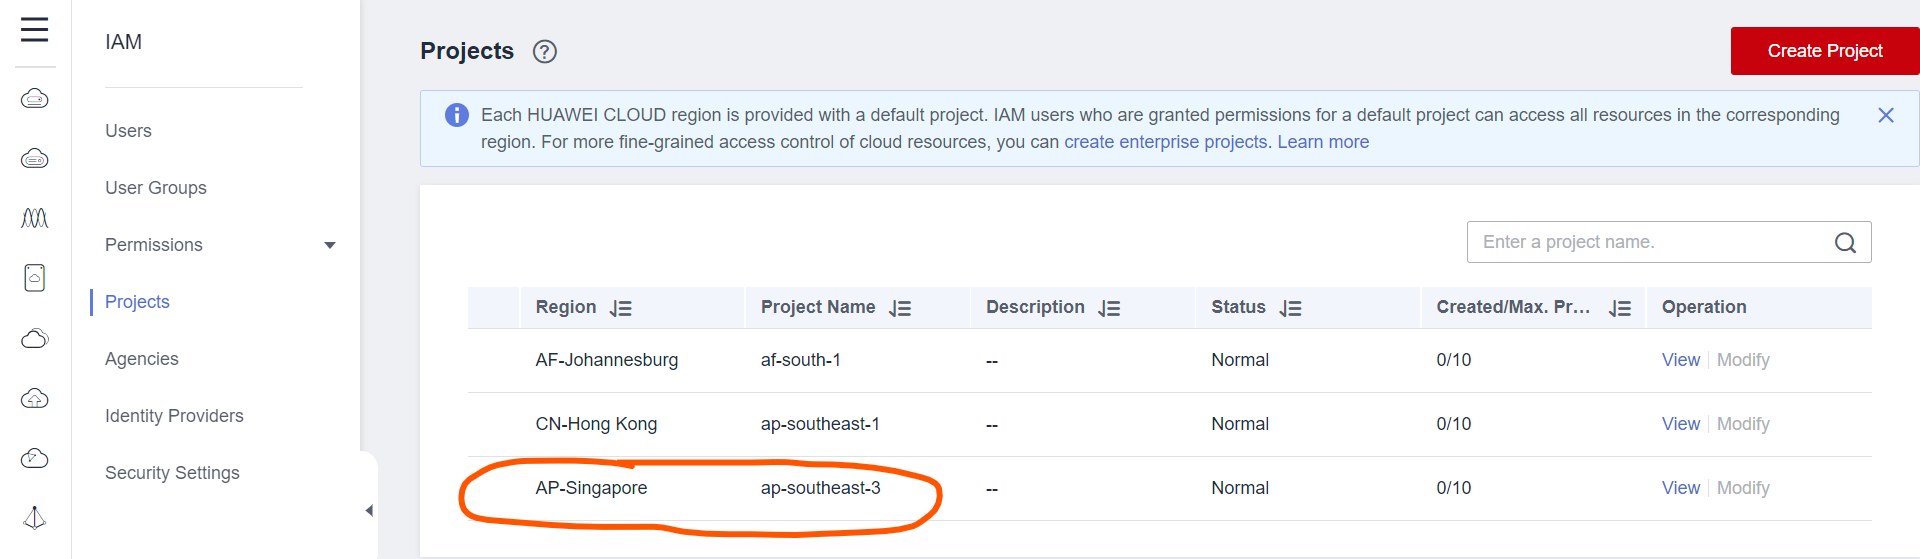 IAM
Users
User Groups
Permissions
Projects
Agencies
Identity Providers
Security Settings
Projects ?
Create Project
Each HUAWEI CLOUD region is provided with a default project. IAM users who are granted permissions for a default project can access all resources in the corresponding
region. For more fine-grained access control of cloud resources, you can create enterprise projects. Learn more
Enter a project name.
Region Project Name Description Status Created/Max. Pr... Operation
AF-Johannesburg af-south-1 -- Normal 0/10 View Modify
CN-Hong Kong ap-southeast-1 -- Normal 0/10 View Modify
AP-Singapore ap-southeast-3 -- Normal 0/10 View Modify